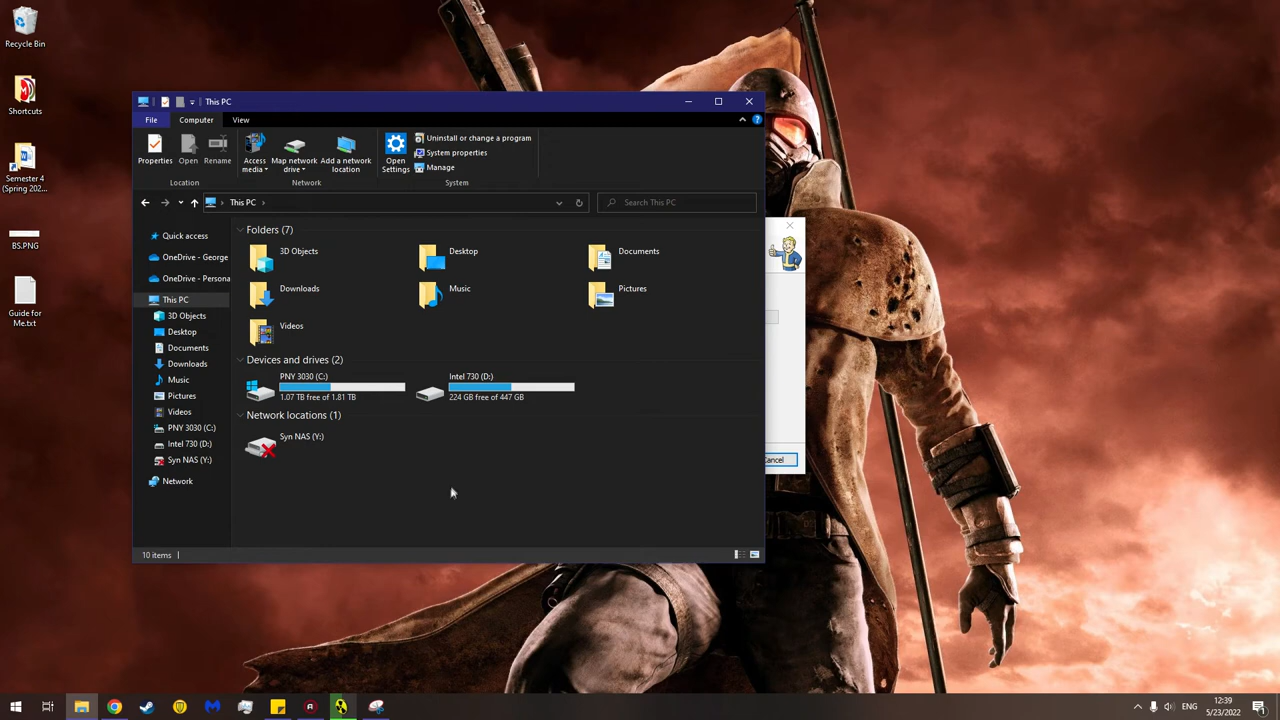 Recycle Bin
Shortcuts
Semester 4
(Spring 202...
BS.PNG
Guide for
Me.txt
This PC
File
Computer
View
Properties
Open
Rename
Access
media
Map network
drive
Add a network
location
Open
Settings
Uninstall or change a program
System properties
Manage
Location
Network
System
This PC
Search This PC
Quick access
OneDrive - George
OneDrive - Persona
This PC
3D Objects
Desktop
Documents
Downloads
Music
Pictures
Videos
PNY 3030 (C:)
Intel 730 (D:)
Syn NAS (Y:)
Network
Folders (7)
3D Objects
Desktop
Documents
Downloads
Music
Pictures
Videos
Devices and drives (2)
PNY 3030 (C:)
1.07 TB free of 1.81 TB
Intel 730 (D:)
224 GB free of 447 GB
Network locations (1)
Syn NAS (Y:)
10 items
Cancel
ENG
12:39
5/23/2022